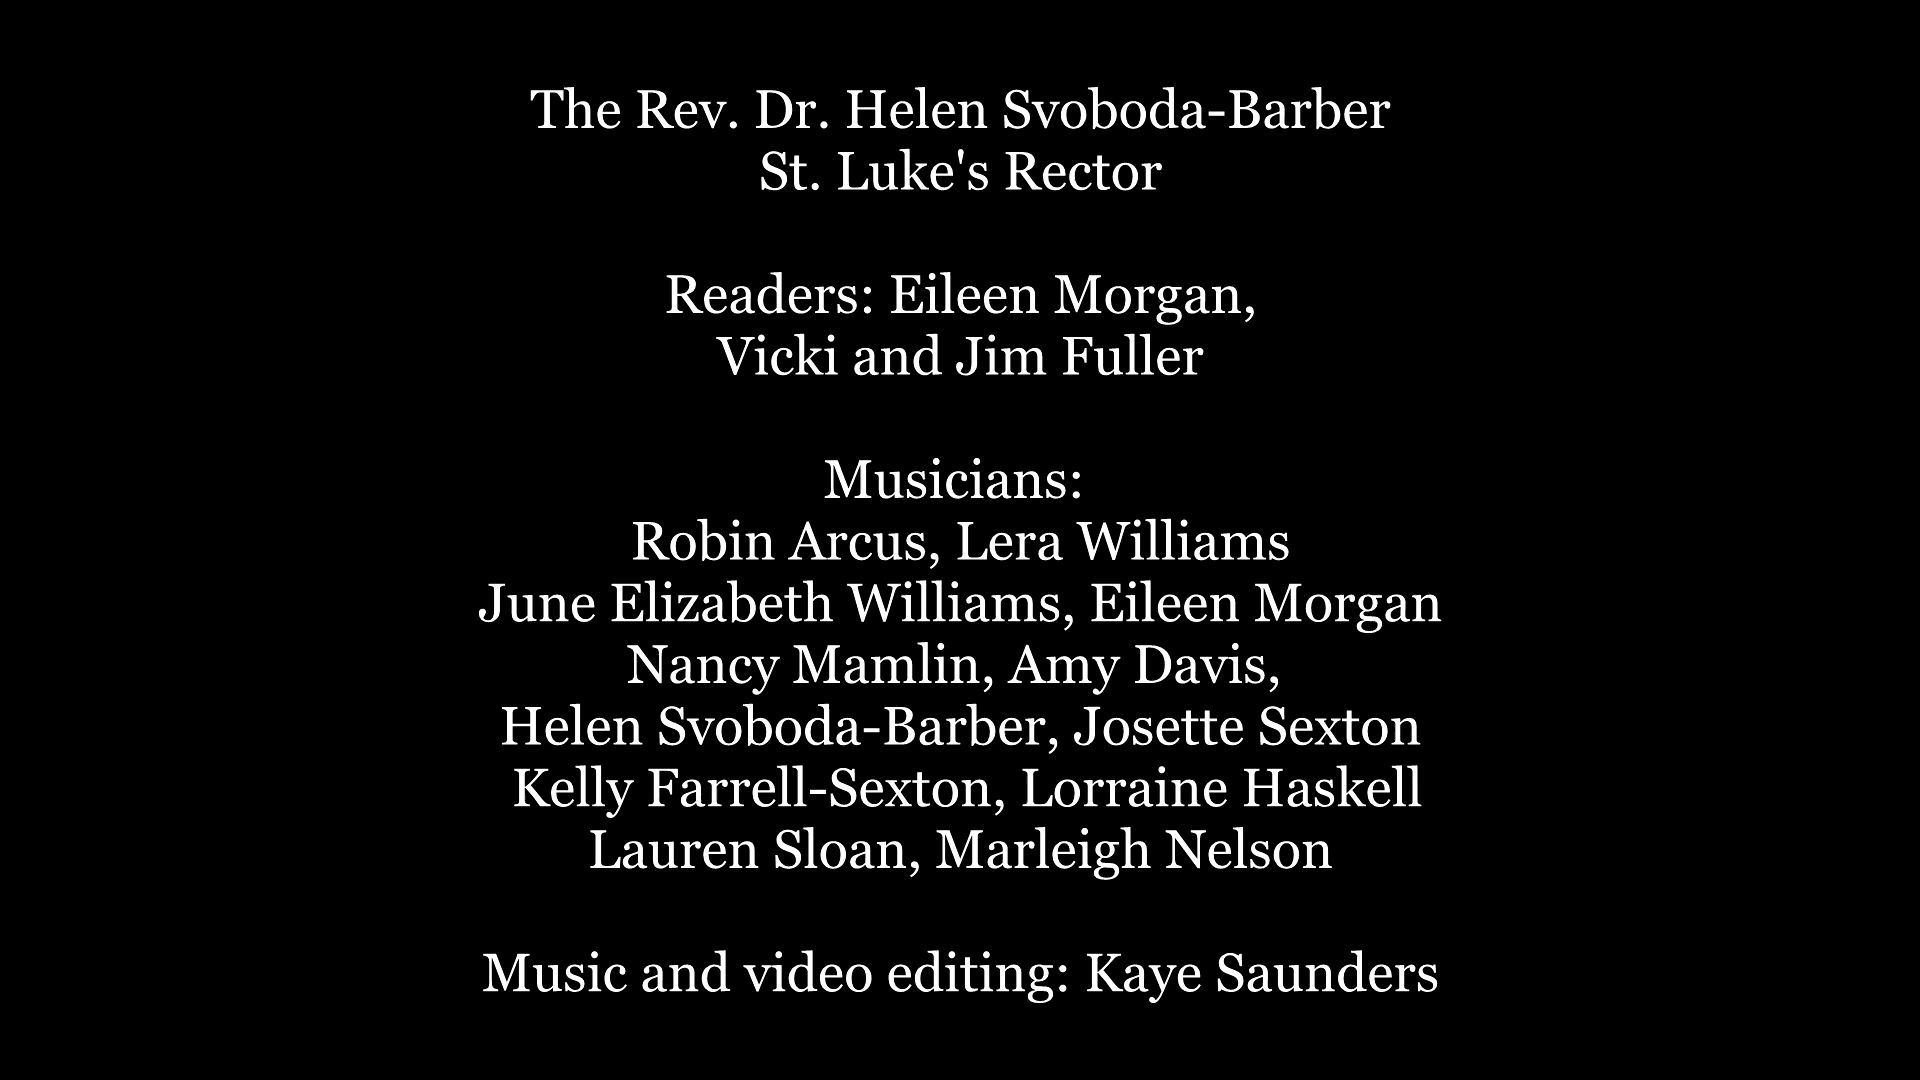 The Rev. Dr. Helen Svoboda-Barber
St. Luke's Rector
Readers: Eileen Morgan,
Vicki and Jim Fuller
Musicians:
Robin Arcus, Lera Williams
June Elizabeth Williams, Eileen Morgan
Nancy Mamlin, Amy Davis,
Helen Svoboda-Barber, Josette Sexton
Kelly Farrell-Sexton, Lorraine Haskell
Lauren Sloan, Marleigh Nelson
Music and video editing: Kaye Saunders